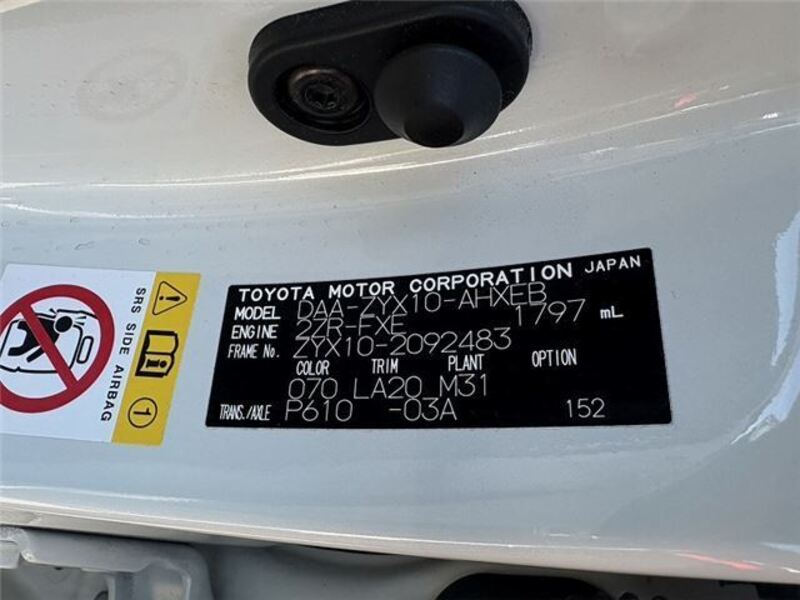 TOYOTA MOTOR CORPORATION JAPAN
MODEL DAA-ZYX10-AHXEB
ENGINE 2ZR-FXE 1797 mL
FRAME No. ZYX10-2092483
COLOR TRIM PLANT OPTION
070 LA20 M31
TRANS./AXLE P610 -03A 152
SRS SIDE AIRBAG
1